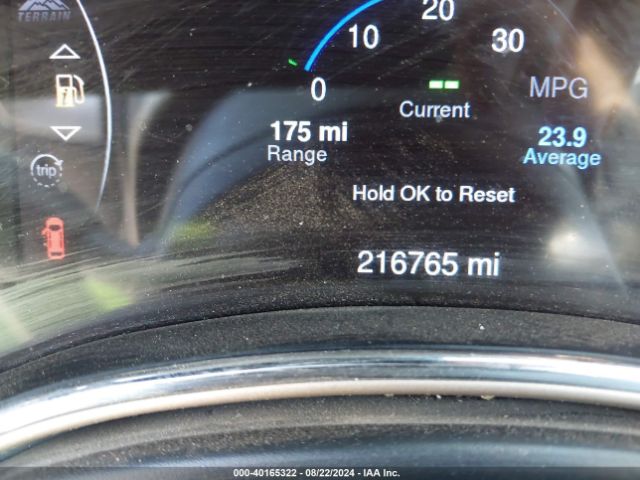 TERRAIN
20
10
30
0
MPG
Current
175 mi
Range
23.9
Average
trip
Hold OK to Reset
216765 mi
000-40165322 - 08/22/2024 - IAA Inc.